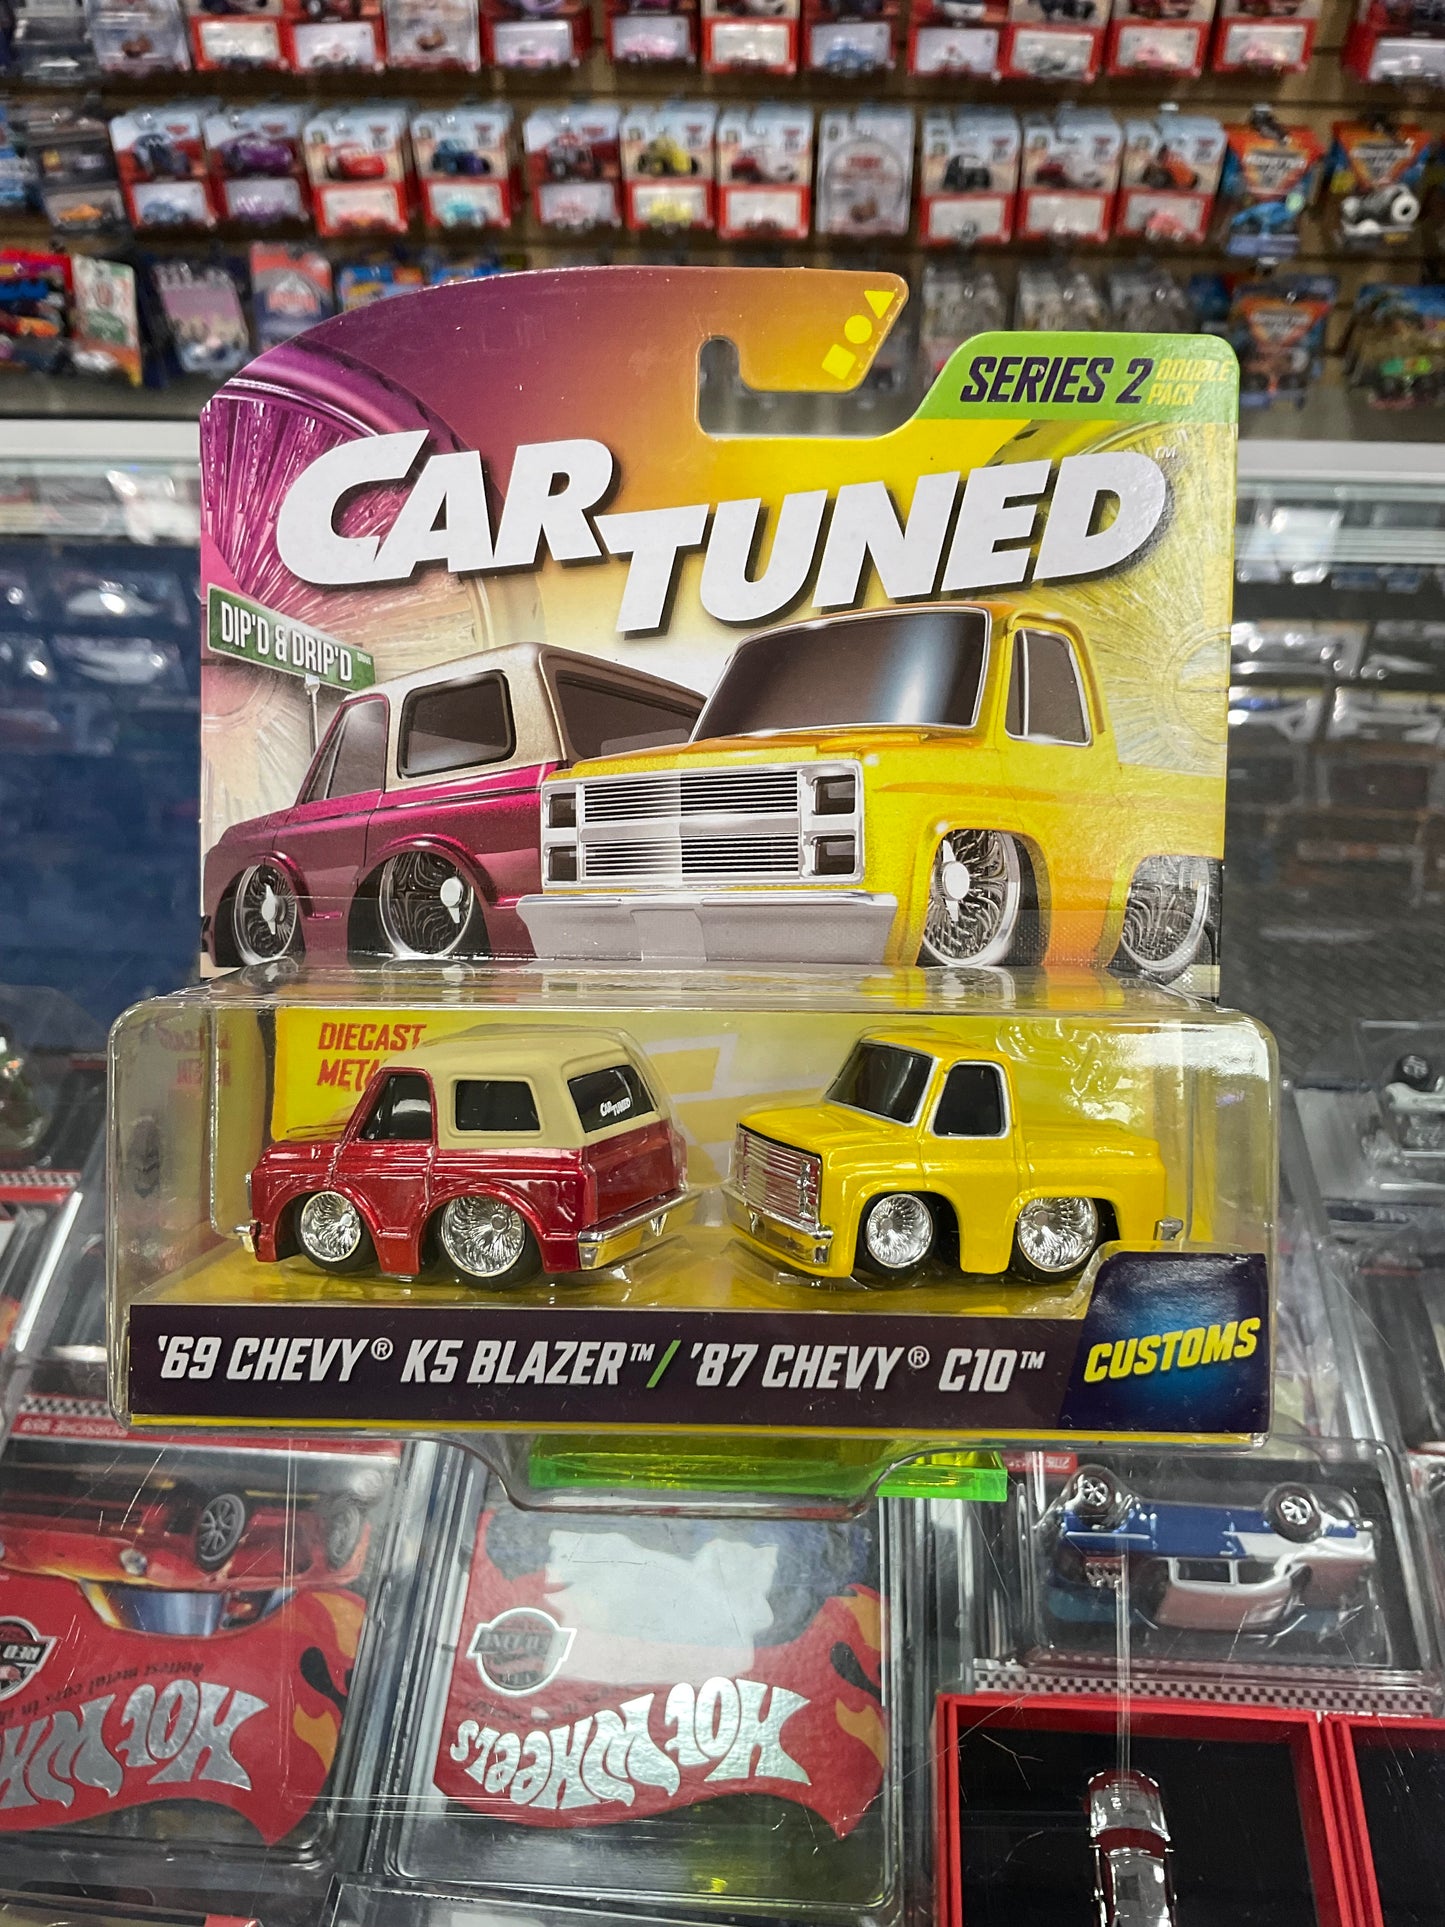 SERIES 2 DOUBLE
PACK
CAR TUNED™
DIP'D & DRIP'D
DIECAST
METAL
CAR TUNED
'69 CHEVY® K5 BLAZER™ / '87 CHEVY® C10™
CUSTOMS
HOT WHEELS
HOT WHEELS